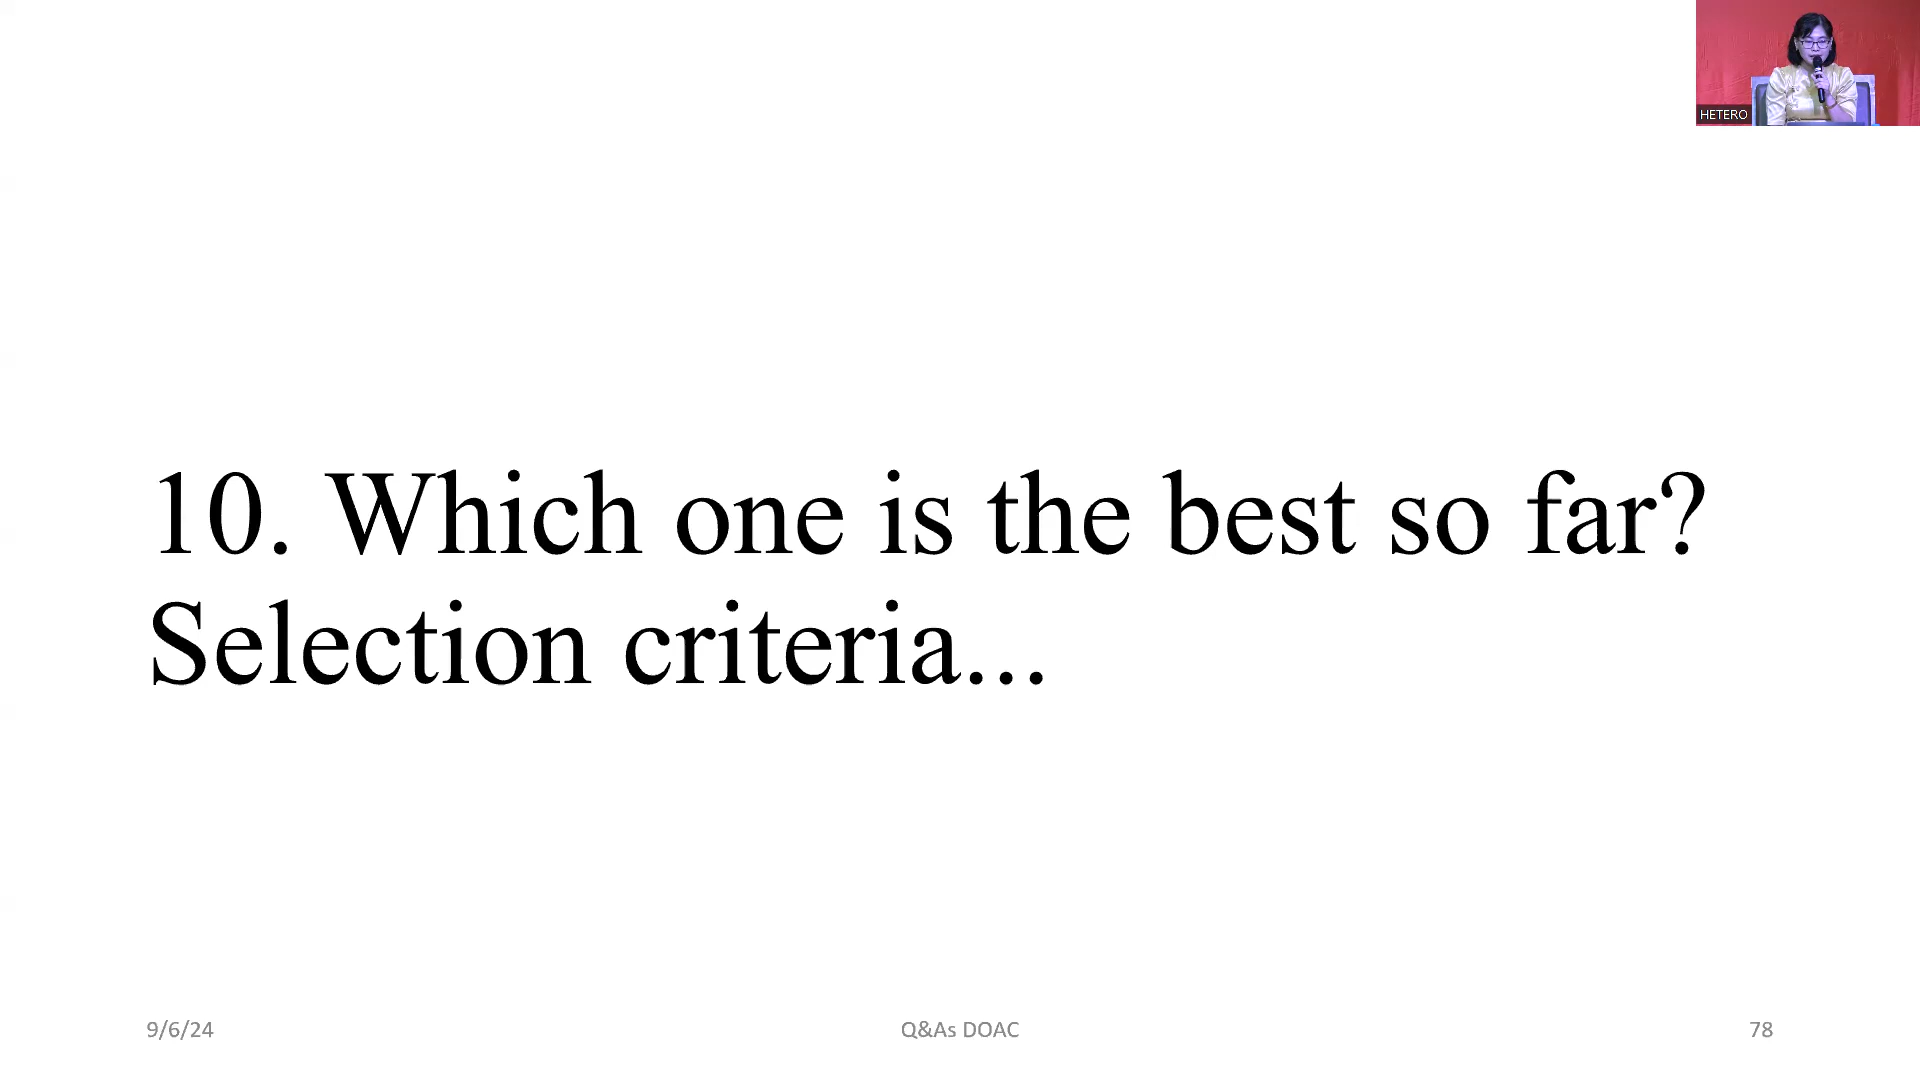 HETERO
10. Which one is the best so far?
Selection criteria...
9/6/24
Q&As DOAC
78